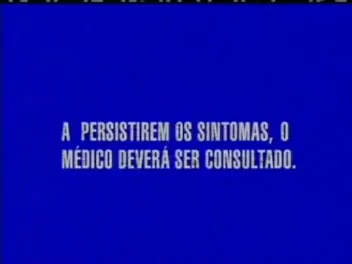 A PERSISTIREM OS SINTOMAS, O
MÉDICO DEVERÁ SER CONSULTADO.